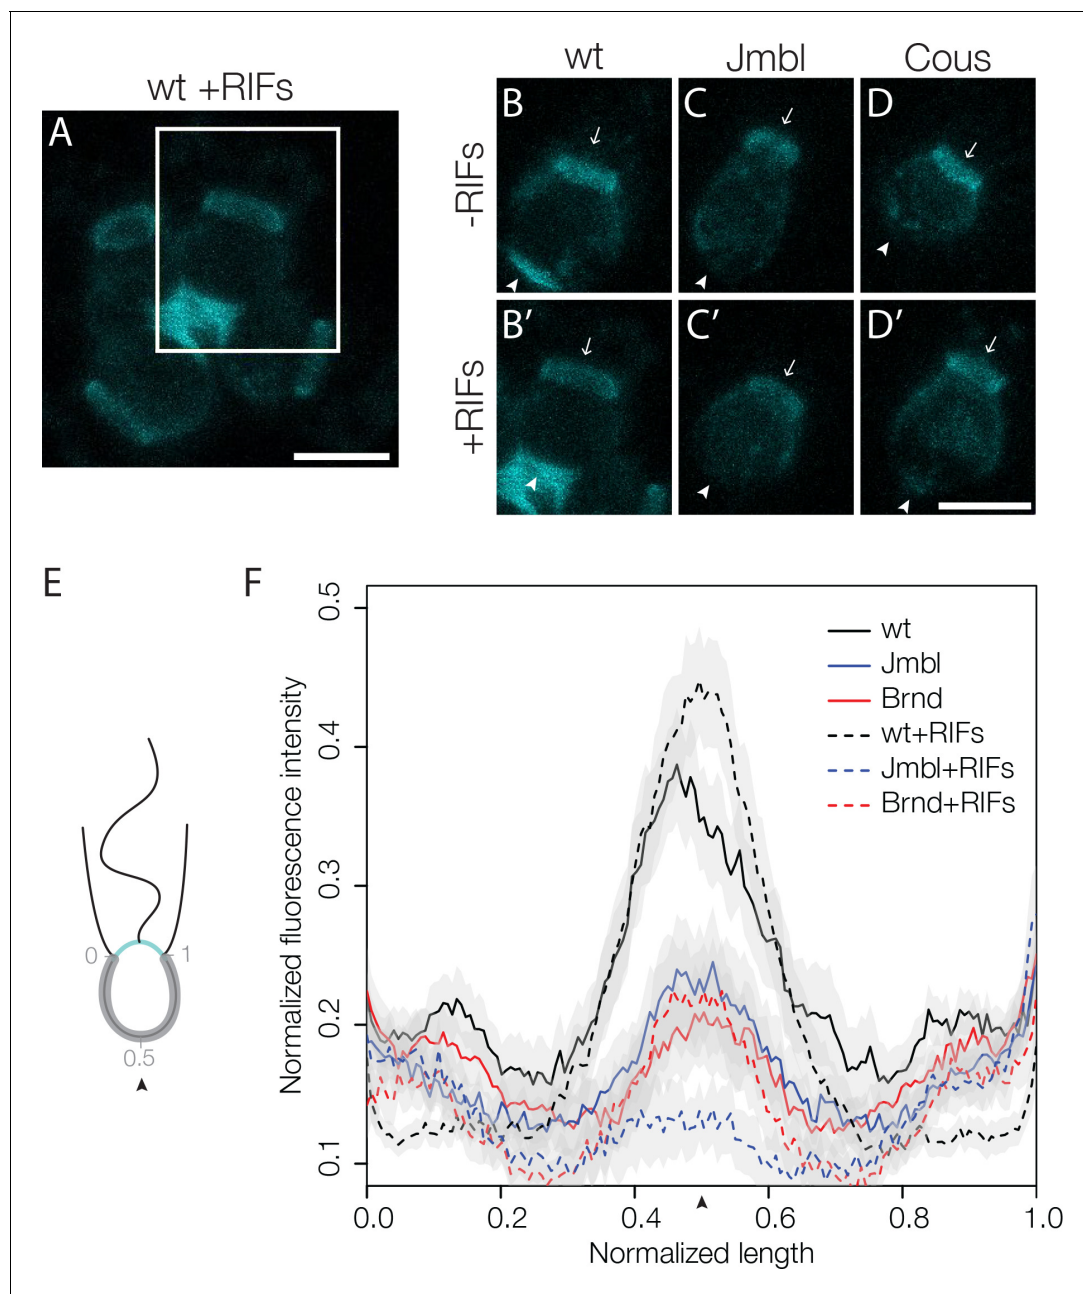 wt +RIFs
A
wt
Jmbl
Cous
-RIFs
B
C
D
+RIFs
B′
C′
D′
E
0
1
0.5
F
Normalized fluorescence intensity
0.5
0.4
0.3
0.2
0.1
wt
Jmbl
Brnd
wt+RIFs
Jmbl+RIFs
Brnd+RIFs
0.0 0.2 0.4 0.6 0.8 1.0
Normalized length